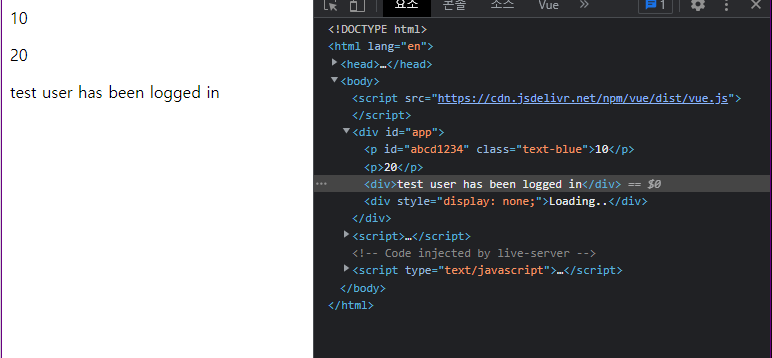 10
20
test user has been logged in
요소 콘솔 소스 Vue » 1
<!DOCTYPE html>
<html lang="en">
<head>…</head>
<body>
<script src="https://cdn.jsdelivr.net/npm/vue/dist/vue.js">
</script>
<div id="app">
<p id="abcd1234" class="text-blue">10</p>
<p>20</p>
<div>test user has been logged in</div> == $0
<div style="display: none;">Loading..</div>
</div>
<script>…</script>
<!-- Code injected by live-server -->
<script type="text/javascript">…</script>
</body>
</html>